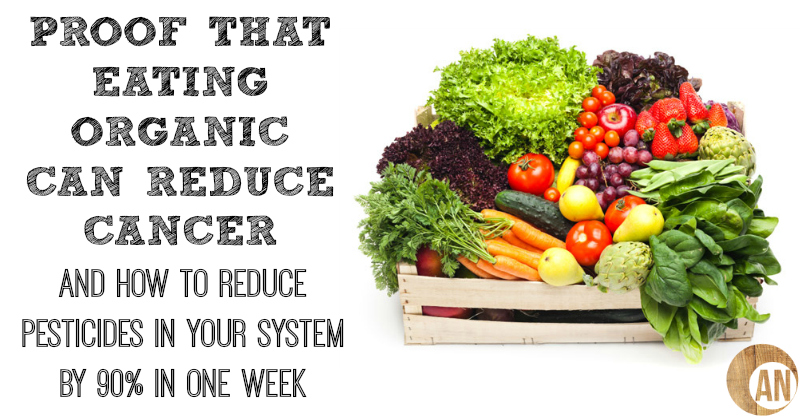 PROOF THAT
EATING
ORGANIC
CAN REDUCE
CANCER
AND HOW TO REDUCE
PESTICIDES IN YOUR SYSTEM
BY 90% IN ONE WEEK
AN